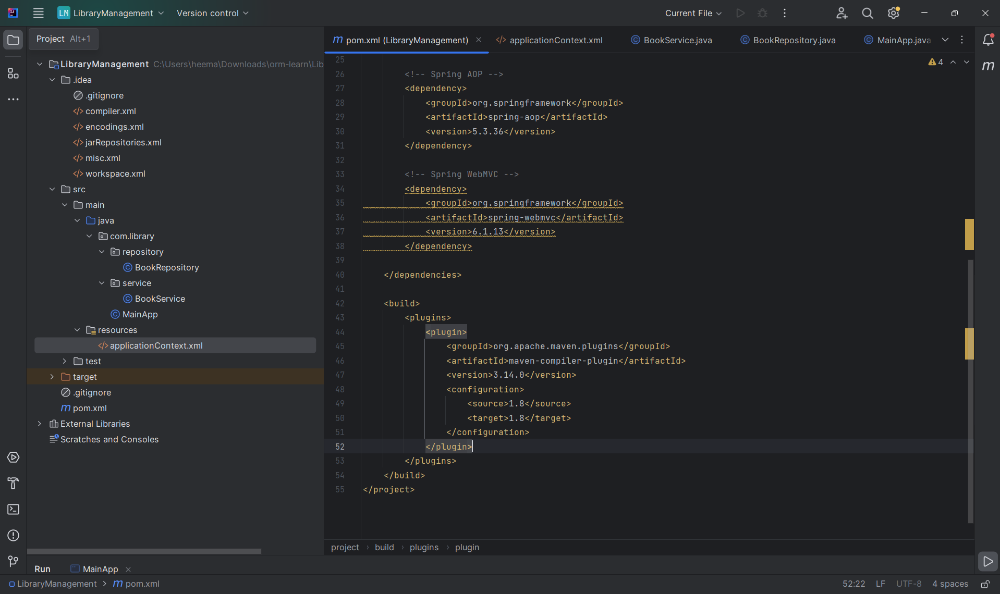 LM LibraryManagement Version control Current File
Project Alt+1
pom.xml (LibraryManagement) applicationContext.xml BookService.java BookRepository.java MainApp.java
LibraryManagement C:\Users\heema\Downloads\orm-learn\Lib
.idea
.gitignore
compiler.xml
encodings.xml
jarRepositories.xml
misc.xml
workspace.xml
src
main
java
com.library
repository
BookRepository
service
BookService
MainApp
resources
applicationContext.xml
test
target
.gitignore
pom.xml
External Libraries
Scratches and Consoles
4
25
26 <!-- Spring AOP -->
27 <dependency>
28 <groupId>org.springframework</groupId>
29 <artifactId>spring-aop</artifactId>
30 <version>5.3.36</version>
31 </dependency>
32
33 <!-- Spring WebMVC -->
34 <dependency>
35 <groupId>org.springframework</groupId>
36 <artifactId>spring-webmvc</artifactId>
37 <version>6.1.13</version>
38 </dependency>
39
40 </dependencies>
41
42 <build>
43 <plugins>
44 <plugin>
45 <groupId>org.apache.maven.plugins</groupId>
46 <artifactId>maven-compiler-plugin</artifactId>
47 <version>3.14.0</version>
48 <configuration>
49 <source>1.8</source>
50 <target>1.8</target>
51 </configuration>
52 </plugin>
53 </plugins>
54 </build>
55 </project>
project › build › plugins › plugin
Run MainApp
LibraryManagement > pom.xml 52:22 LF UTF-8 4 spaces